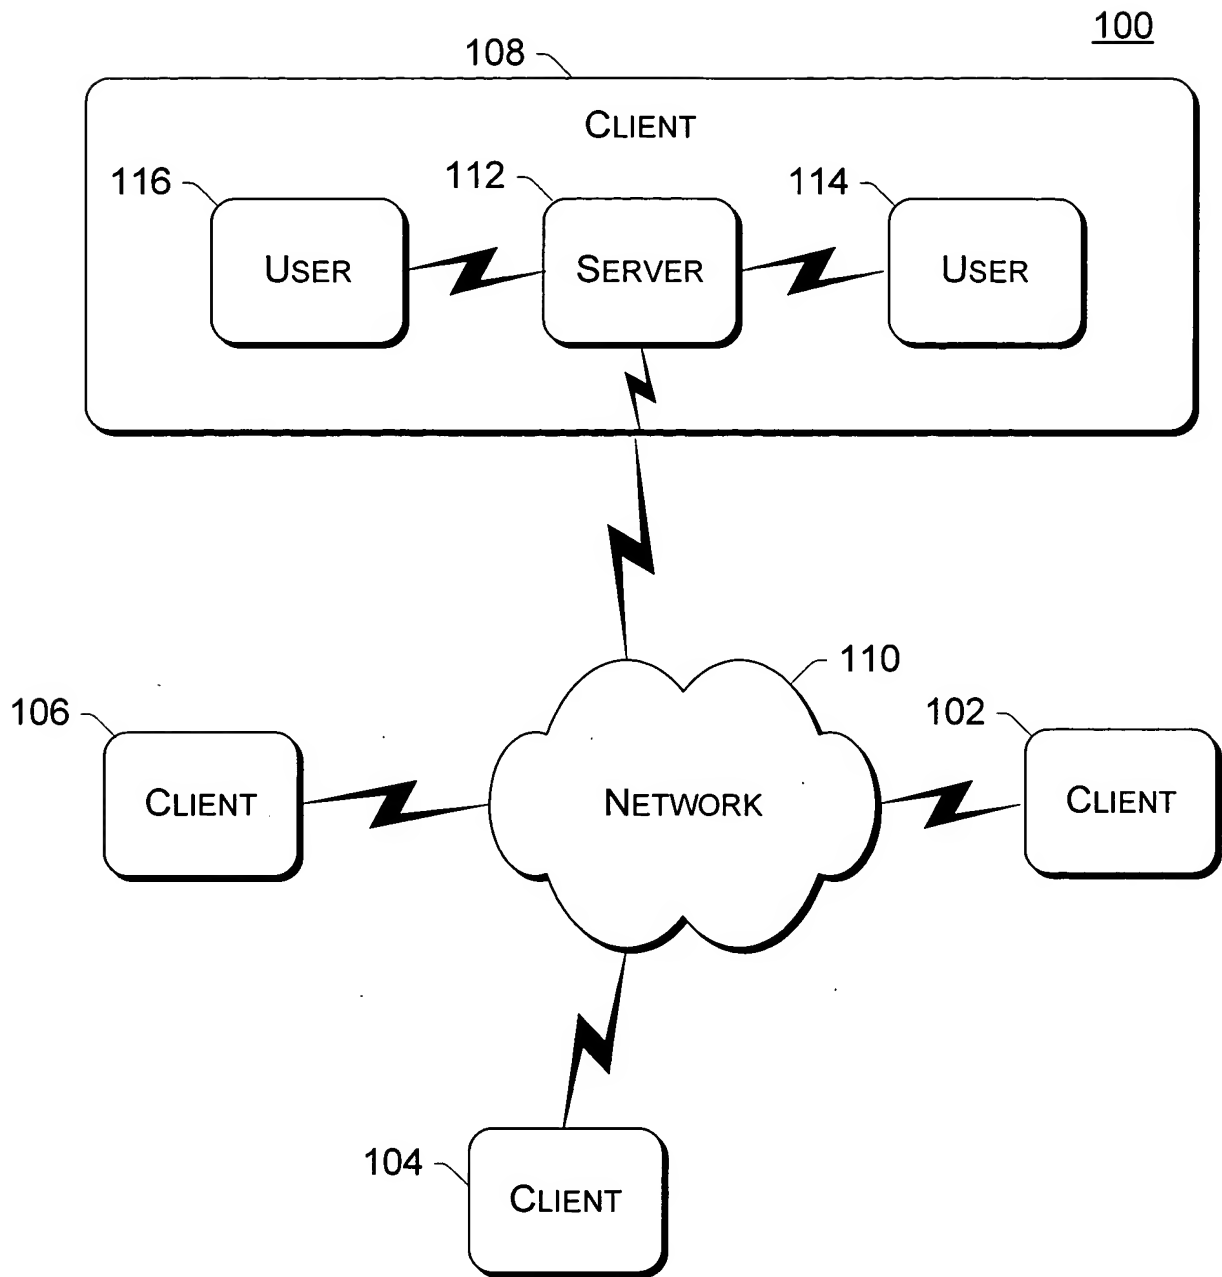 100
108
CLIENT
116
112
114
USER
SERVER
USER
110
106
102
CLIENT
NETWORK
CLIENT
104
CLIENT